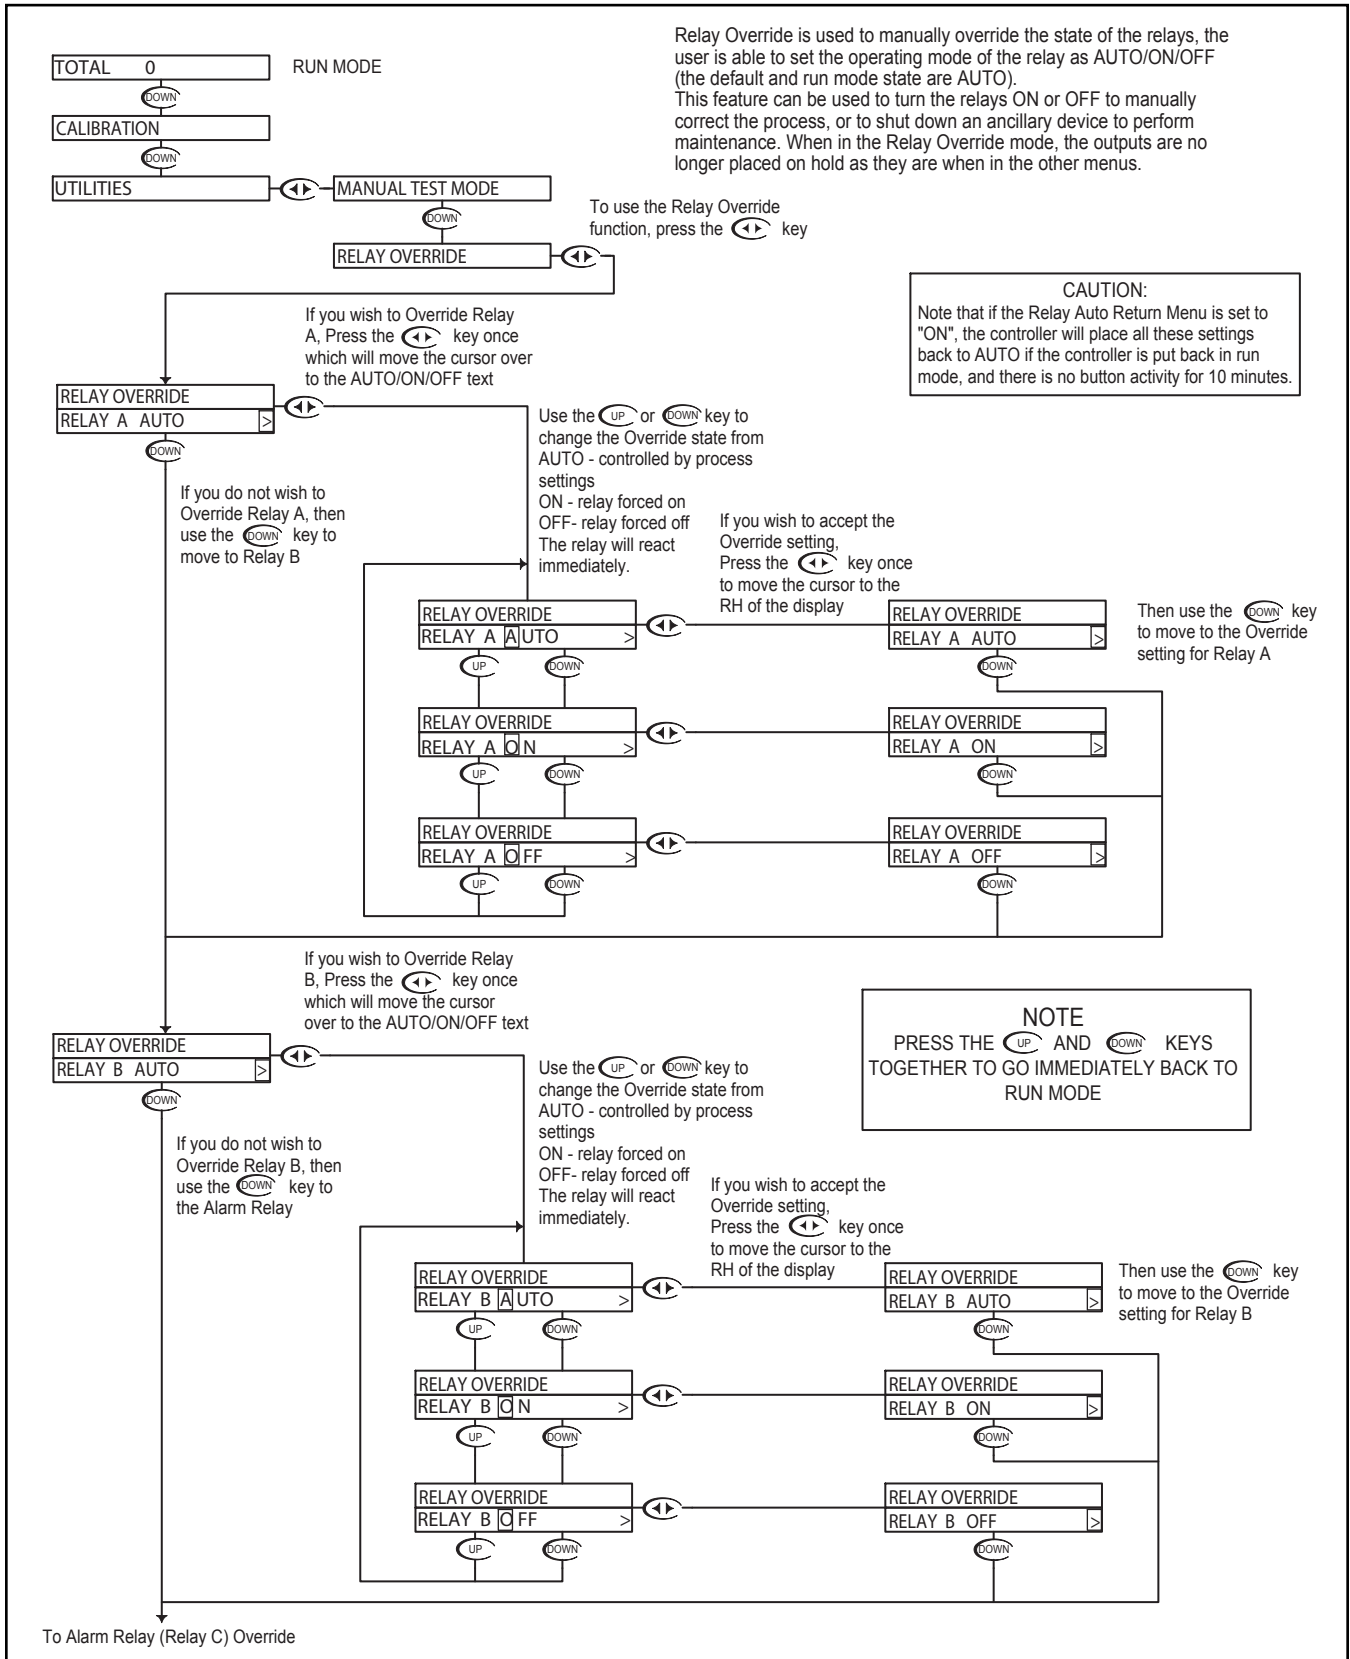 Relay Override is used to manually override the state of the relays, the
user is able to set the operating mode of the relay as AUTO/ON/OFF
(the default and run mode state are AUTO).
This feature can be used to turn the relays ON or OFF to manually
correct the process, or to shut down an ancillary device to perform
maintenance. When in the Relay Override mode, the outputs are no
longer placed on hold as they are when in the other menus.
TOTAL 0
RUN MODE
DOWN
CALIBRATION
DOWN
UTILITIES
MANUAL TEST MODE
DOWN
RELAY OVERRIDE
To use the Relay Override
function, press the key
CAUTION:
Note that if the Relay Auto Return Menu is set to
"ON", the controller will place all these settings
back to AUTO if the controller is put back in run
mode, and there is no button activity for 10 minutes.
If you wish to Override Relay
A, Press the key once
which will move the cursor over
to the AUTO/ON/OFF text
RELAY OVERRIDE
RELAY A AUTO >
DOWN
If you do not wish to
Override Relay A, then
use the DOWN key to
move to Relay B
Use the UP or DOWN key to
change the Override state from
AUTO - controlled by process
settings
ON - relay forced on
OFF- relay forced off
The relay will react
immediately.
If you wish to accept the
Override setting,
Press the key once
to move the cursor to the
RH of the display
RELAY OVERRIDE
RELAY A AUTO >
UP DOWN
RELAY OVERRIDE
RELAY A AUTO >
DOWN
Then use the DOWN key
to move to the Override
setting for Relay A
RELAY OVERRIDE
RELAY A ON >
UP DOWN
RELAY OVERRIDE
RELAY A ON >
DOWN
RELAY OVERRIDE
RELAY A OFF >
UP DOWN
RELAY OVERRIDE
RELAY A OFF >
DOWN
If you wish to Override Relay
B, Press the key once
which will move the cursor
over to the AUTO/ON/OFF text
NOTE
PRESS THE UP AND DOWN KEYS
TOGETHER TO GO IMMEDIATELY BACK TO
RUN MODE
RELAY OVERRIDE
RELAY B AUTO >
DOWN
If you do not wish to
Override Relay B, then
use the DOWN key to
the Alarm Relay
Use the UP or DOWN key to
change the Override state from
AUTO - controlled by process
settings
ON - relay forced on
OFF- relay forced off
The relay will react
immediately.
If you wish to accept the
Override setting,
Press the key once
to move the cursor to the
RH of the display
RELAY OVERRIDE
RELAY B AUTO >
UP DOWN
RELAY OVERRIDE
RELAY B AUTO >
DOWN
Then use the DOWN key
to move to the Override
setting for Relay B
RELAY OVERRIDE
RELAY B ON >
UP DOWN
RELAY OVERRIDE
RELAY B ON >
DOWN
RELAY OVERRIDE
RELAY B OFF >
UP DOWN
RELAY OVERRIDE
RELAY B OFF >
DOWN
To Alarm Relay (Relay C) Override